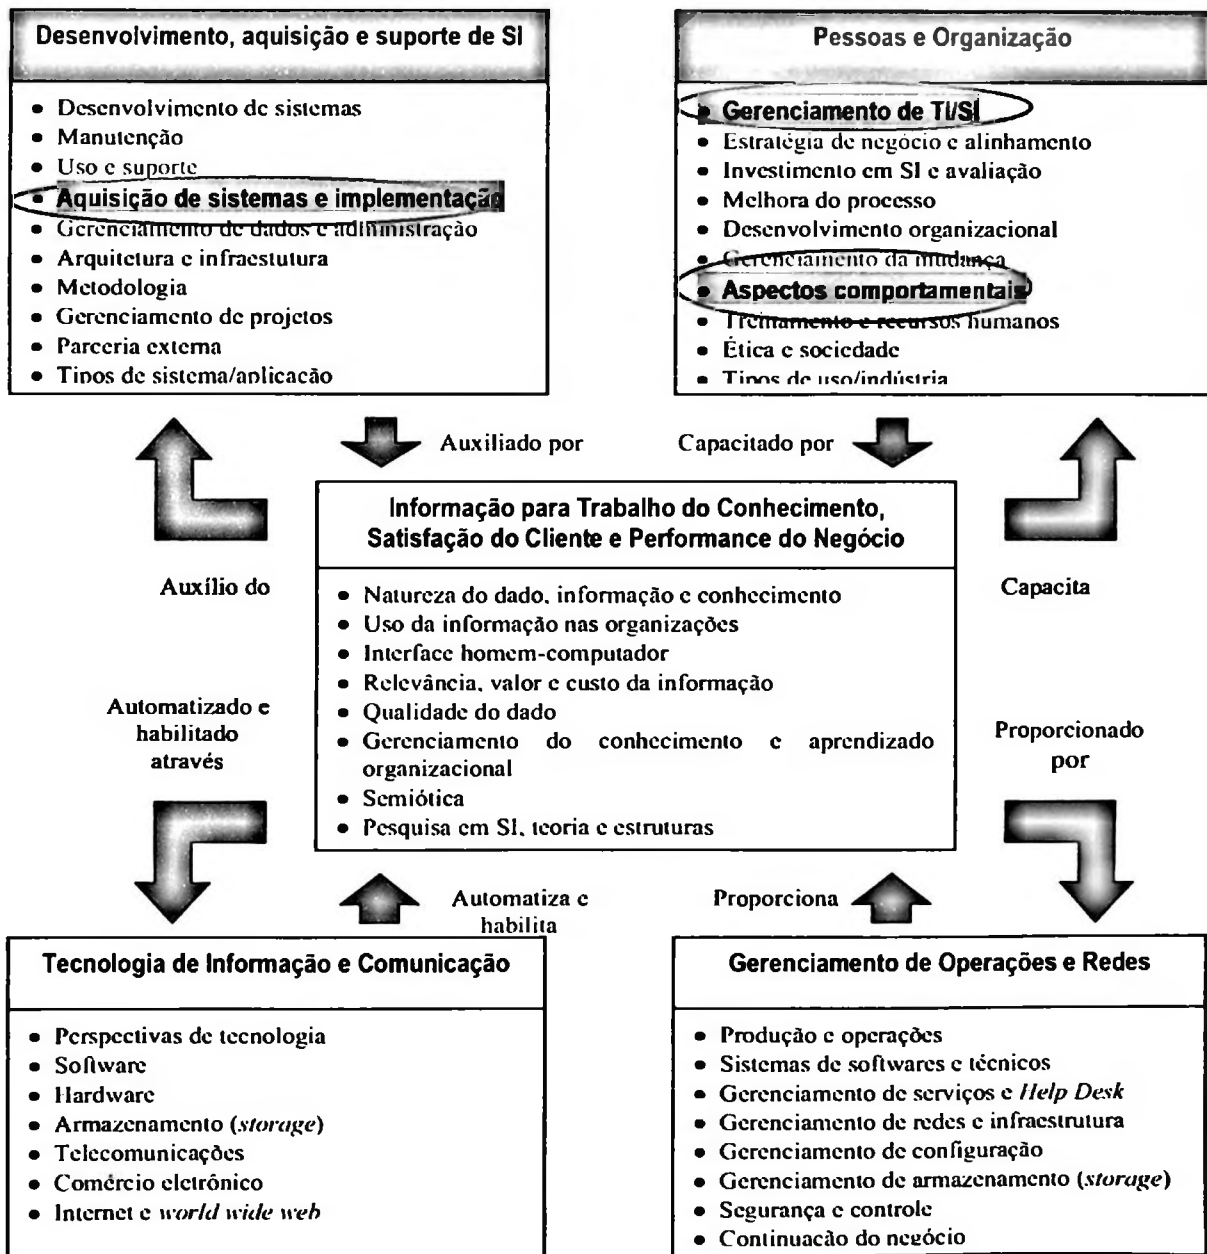 Desenvolvimento, aquisição e suporte de SI
• Desenvolvimento de sistemas
• Manutenção
• Uso e suporte
• Aquisição de sistemas e implementação
• Gerenciamento de dados e administração
• Arquitetura e infraestutura
• Metodologia
• Gerenciamento de projetos
• Parceria externa
• Tipos de sistema/aplicação
Pessoas e Organização
• Gerenciamento de TI/SI
• Estratégia de negócio e alinhamento
• Investimento em SI e avaliação
• Melhora do processo
• Desenvolvimento organizacional
• Gerenciamento da mudança
• Aspectos comportamentais
• Treinamento e recursos humanos
• Ética e sociedade
• Tipos de uso/indústria
Auxiliado por
Capacitado por
Auxílio do
Capacita
Informação para Trabalho do Conhecimento,
Satisfação do Cliente e Performance do Negócio
• Natureza do dado, informação e conhecimento
• Uso da informação nas organizações
• Interface homem-computador
• Relevância, valor e custo da informação
• Qualidade do dado
• Gerenciamento do conhecimento e aprendizado
organizacional
• Semiótica
• Pesquisa em SI, teoria e estruturas
Automatizado e
habilitado
através
Proporcionado
por
Automatiza e
habilita
Proporciona
Tecnologia de Informação e Comunicação
• Perspectivas de tecnologia
• Software
• Hardware
• Armazenamento (storage)
• Telecomunicações
• Comércio eletrônico
• Internet e world wide web
Gerenciamento de Operações e Redes
• Produção e operações
• Sistemas de softwares e técnicos
• Gerenciamento de serviços e Help Desk
• Gerenciamento de redes e infraestrutura
• Gerenciamento de configuração
• Gerenciamento de armazenamento (storage)
• Segurança e controle
• Continuação do negócio